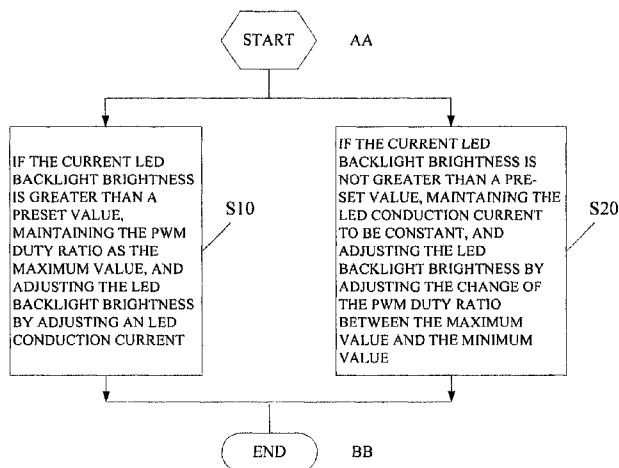 START
AA
IF THE CURRENT LED
BACKLIGHT BRIGHTNESS
IS GREATER THAN A
PRESET VALUE,
MAINTAINING THE PWM
DUTY RATIO AS THE
MAXIMUM VALUE, AND
ADJUSTING THE LED
BACKLIGHT BRIGHTNESS
BY ADJUSTING AN LED
CONDUCTION CURRENT
S10
IF THE CURRENT LED
BACKLIGHT BRIGHTNESS IS
NOT GREATER THAN A PRE-
SET VALUE, MAINTAINING THE
LED CONDUCTION CURRENT
TO BE CONSTANT, AND
ADJUSTING THE LED
BACKLIGHT BRIGHTNESS BY
ADJUSTING THE CHANGE OF
THE PWM DUTY RATIO
BETWEEN THE MAXIMUM
VALUE AND THE MINIMUM
VALUE
S20
END
BB